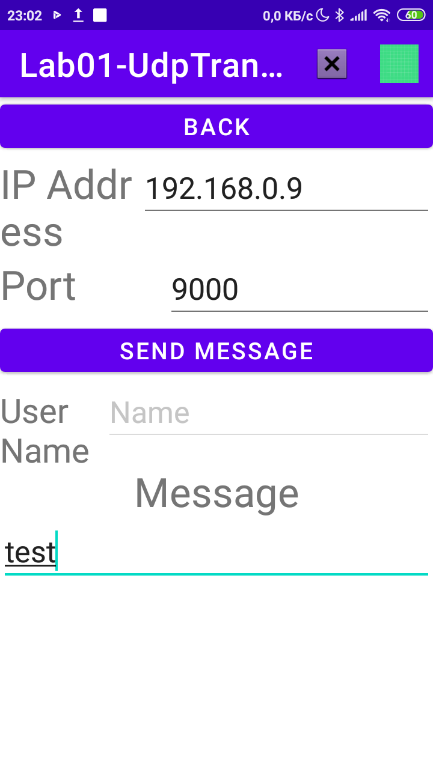 23:02 0,0 КБ/с 60
Lab01-UdpTran...
BACK
IP Addr
ess
192.168.0.9
Port 9000
SEND MESSAGE
User
Name
Name
Message
test